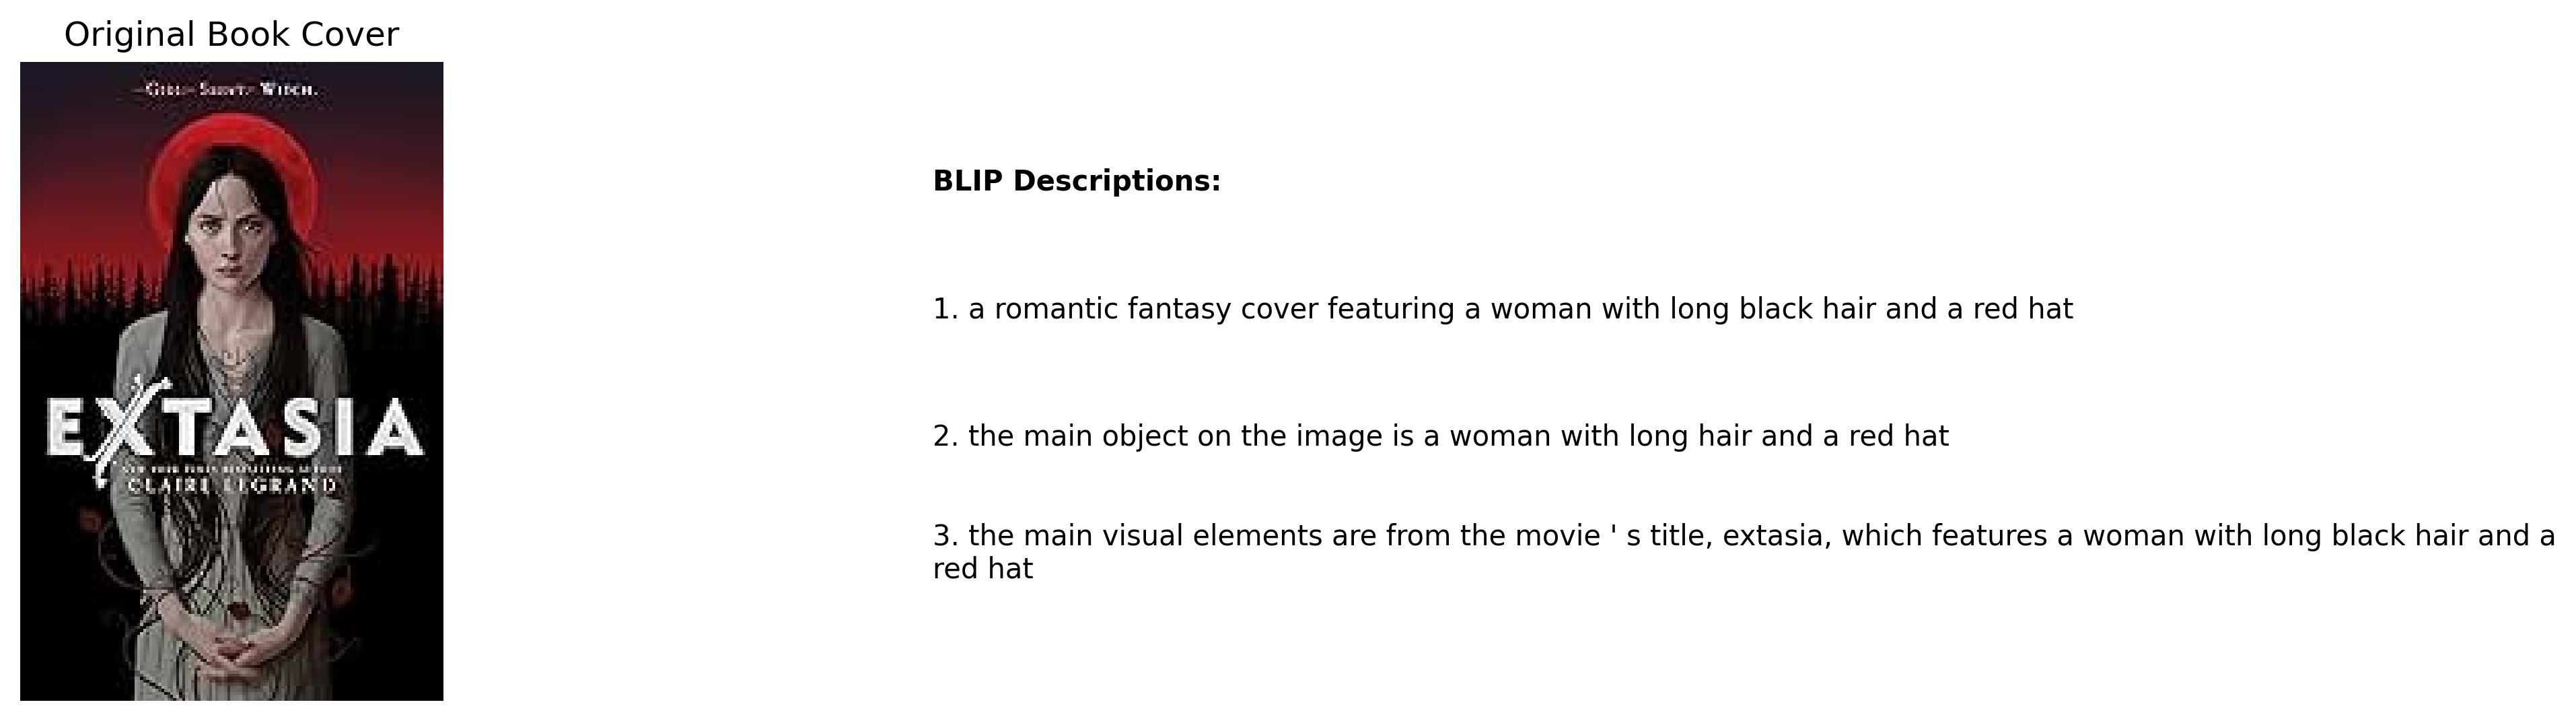 Original Book Cover
WITCH.
EXTASIA
CLAIRE LEGRAND
BLIP Descriptions:
1. a romantic fantasy cover featuring a woman with long black hair and a red hat
2. the main object on the image is a woman with long hair and a red hat
3. the main visual elements are from the movie ' s title, extasia, which features a woman with long black hair and a
red hat